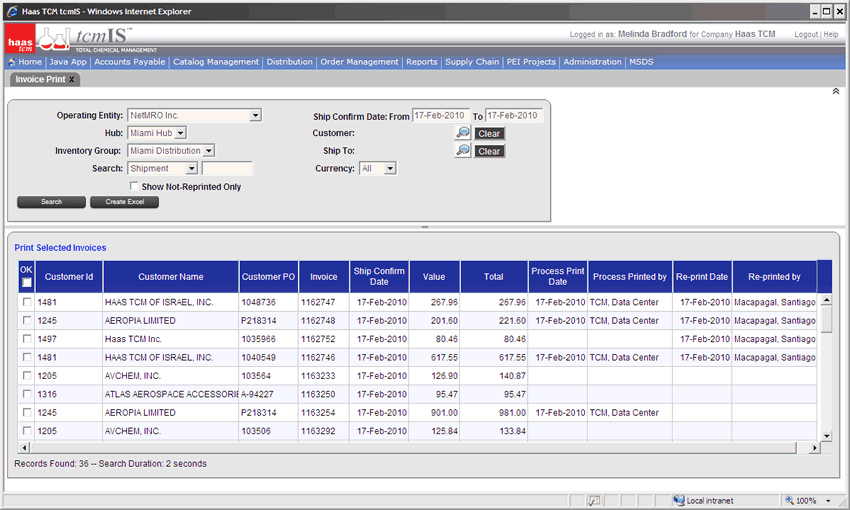 Haas TCM tcmIS - Windows Internet Explorer
haas tcm
tcmIS™
TOTAL CHEMICAL MANAGEMENT
Logged in as: Melinda Bradford for Company Haas TCM
Logout | Help
Home | Java App | Accounts Payable | Catalog Management | Distribution | Order Management | Reports | Supply Chain | PEI Projects | Administration | MSDS
Invoice Print x
Operating Entity: NetMRO Inc. Ship Confirm Date: From 17-Feb-2010 To 17-Feb-2010
Hub: Miami Hub Customer: Clear
Inventory Group: Miami Distribution Ship To: Clear
Search: Shipment Currency: All
Show Not-Reprinted Only
Search Create Excel
Print Selected Invoices
OK Customer Id Customer Name Customer PO Invoice Ship Confirm Date Value Total Process Print Date Process Printed by Re-print Date Re-printed by
1481 HAAS TCM OF ISRAEL, INC. 1048736 1162747 17-Feb-2010 267.96 267.96 17-Feb-2010 TCM, Data Center 17-Feb-2010 Macapagal, Santiago
1245 AEROPIA LIMITED P218314 1162748 17-Feb-2010 201.60 221.60 17-Feb-2010 TCM, Data Center 17-Feb-2010 Macapagal, Santiago
1497 Haas TCM Inc. 1035966 1162752 17-Feb-2010 80.46 80.46 17-Feb-2010 Macapagal, Santiago
1481 HAAS TCM OF ISRAEL, INC. 1040549 1162746 17-Feb-2010 617.55 617.55 17-Feb-2010 TCM, Data Center 17-Feb-2010 Macapagal, Santiago
1205 AVCHEM, INC. 103564 1163233 17-Feb-2010 126.90 140.87
1316 ATLAS AEROSPACE ACCESSORIE A-94227 1163250 17-Feb-2010 95.47 95.47
1245 AEROPIA LIMITED P218314 1163254 17-Feb-2010 901.00 981.00 17-Feb-2010 TCM, Data Center
1205 AVCHEM, INC. 103506 1163292 17-Feb-2010 125.84 133.84
Records Found: 36 -- Search Duration: 2 seconds
Local intranet 100%